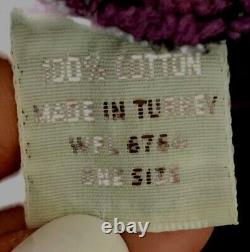 100% COTTON
MADE IN TURKEY
WPL 6764
ONE SIZE
ebay